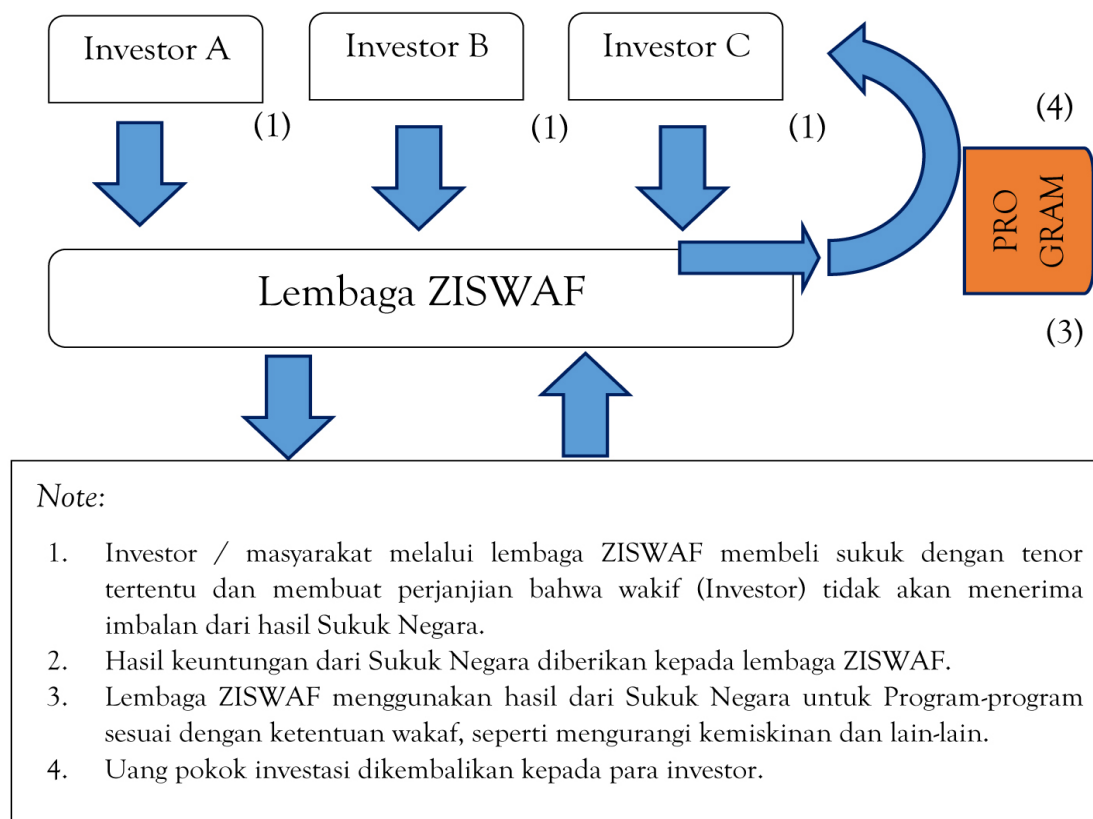 Investor A
Investor B
Investor C
(1)
(1)
(1)
(4)
PRO
GRAM
Lembaga ZISWAF
(3)
Note:
1. Investor / masyarakat melalui lembaga ZISWAF membeli sukuk dengan tenor
tertentu dan membuat perjanjian bahwa wakif (Investor) tidak akan menerima
imbalan dari hasil Sukuk Negara.
2. Hasil keuntungan dari Sukuk Negara diberikan kepada lembaga ZISWAF.
3. Lembaga ZISWAF menggunakan hasil dari Sukuk Negara untuk Program-program
sesuai dengan ketentuan wakaf, seperti mengurangi kemiskinan dan lain-lain.
4. Uang pokok investasi dikembalikan kepada para investor.